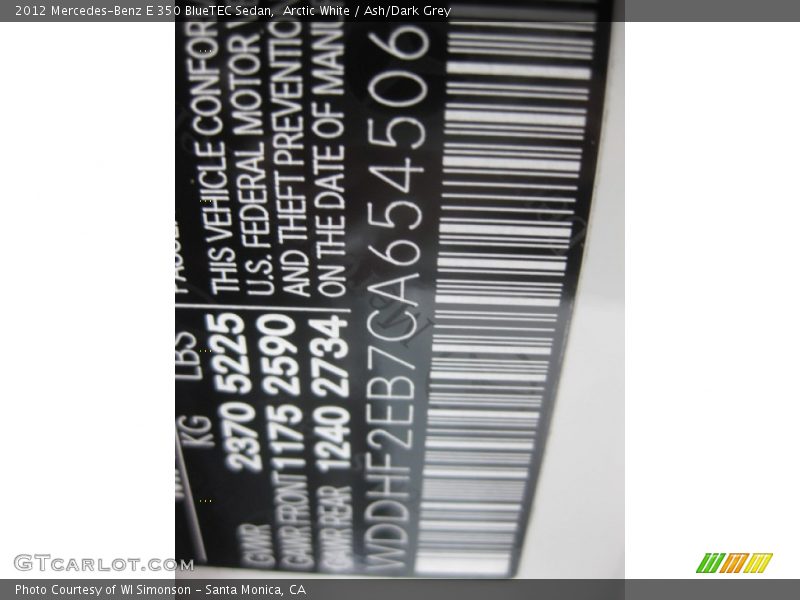 2012 Mercedes-Benz E 350 BlueTEC Sedan,  Arctic White / Ash/Dark Grey
KG LBS
GWR 2370 5225
GAWR FRONT 1175 2590
GAWR REAR 1240 2734
THIS VEHICLE CONFOR
U.S. FEDERAL MOTOR V
AND THEFT PREVENTIO
ON THE DATE OF MANU
WDDHF2EB7CA654506
GTcarlot.com
Photo Courtesy of WI Simonson - Santa Monica, CA